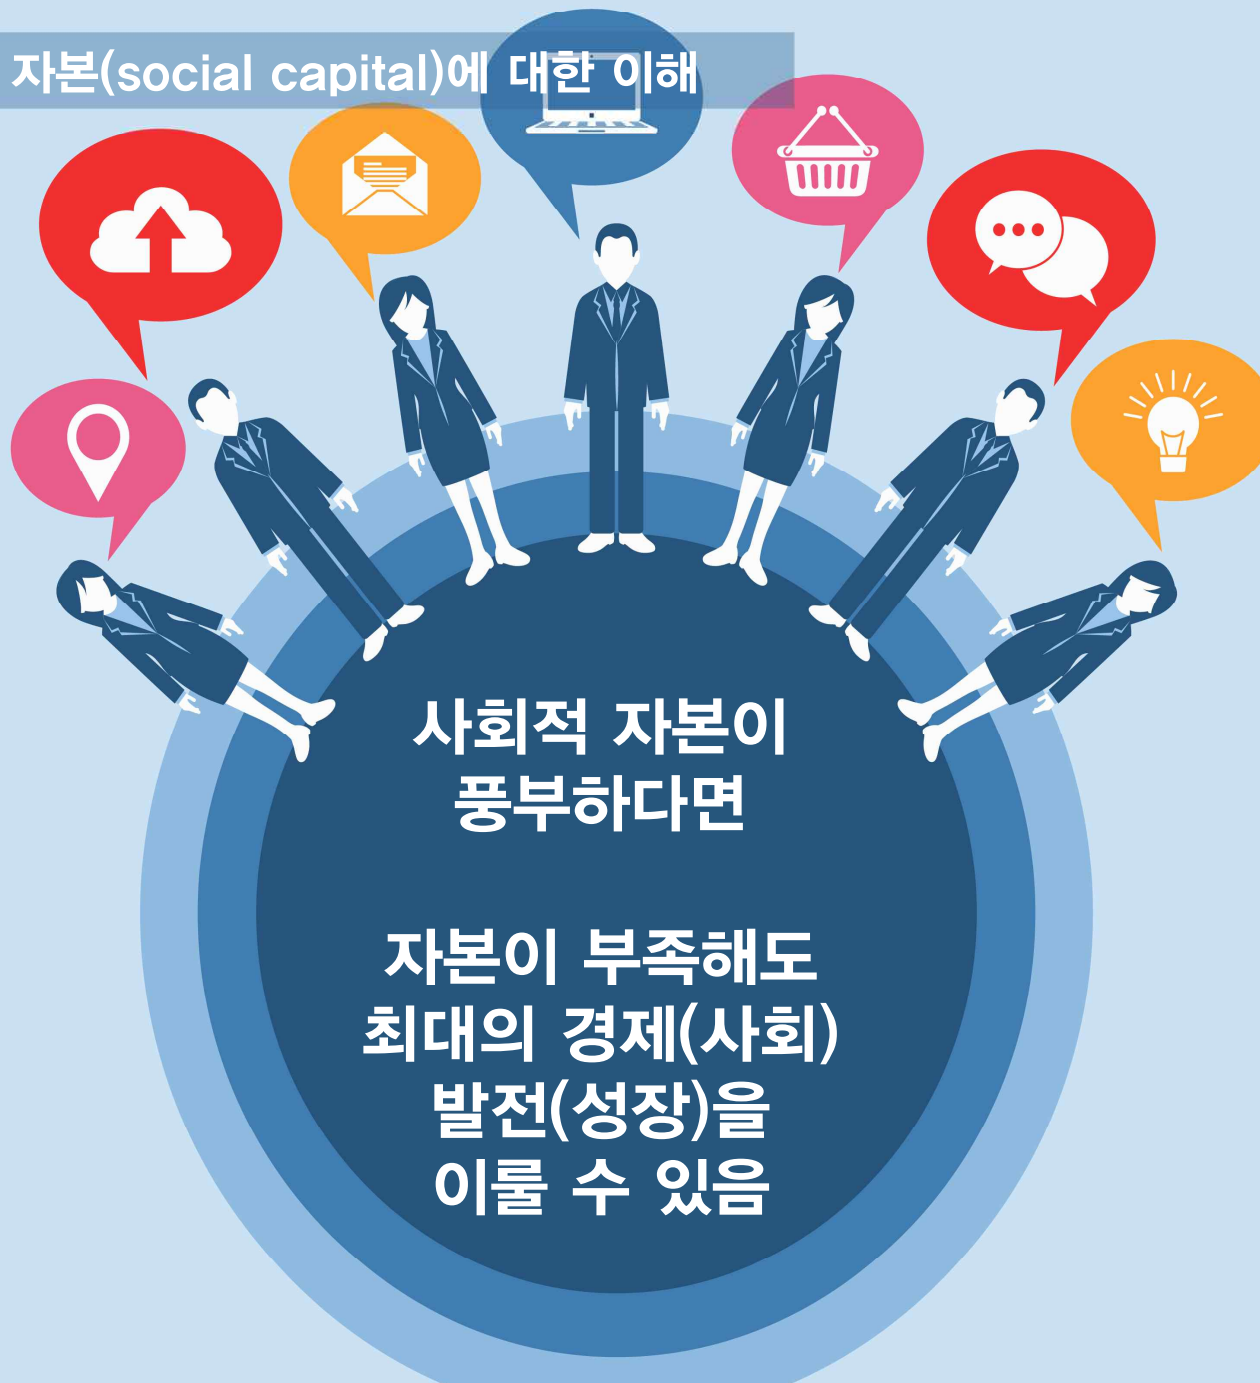 자본(social capital)에 대한 이해
사회적 자본이
풍부하다면
자본이 부족해도
최대의 경제(사회)
발전(성장)을
이룰 수 있음